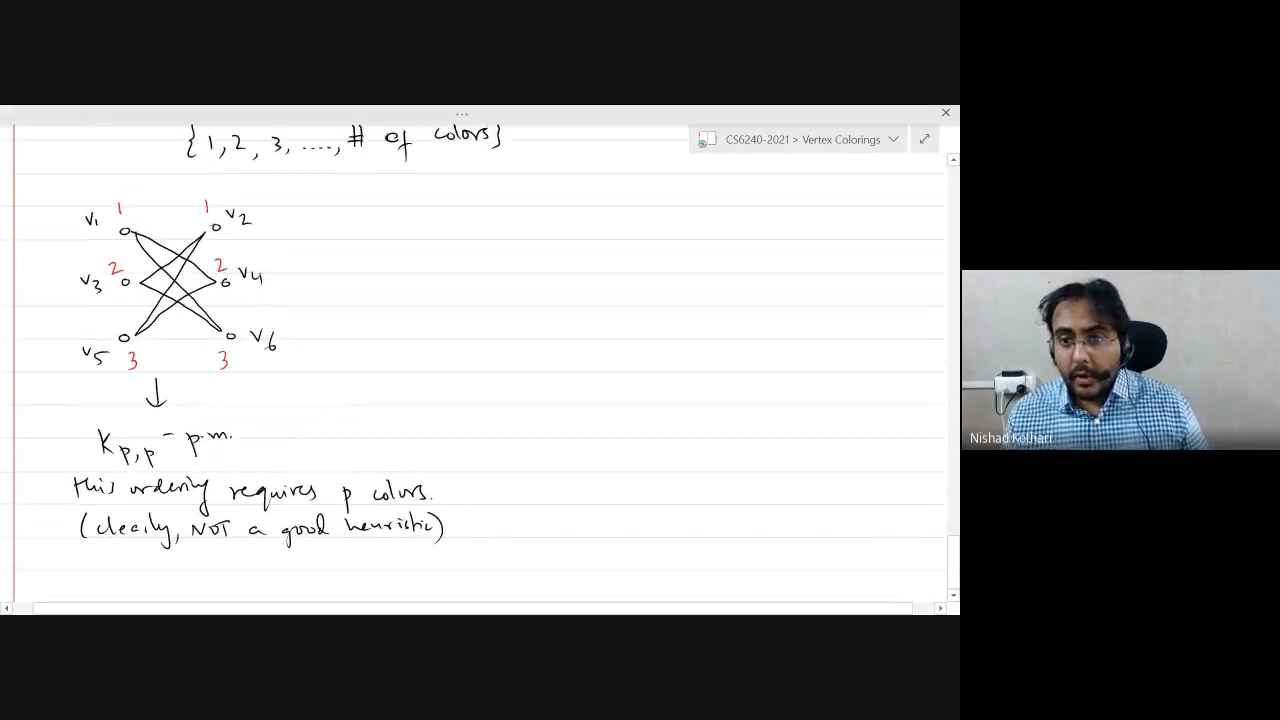 {1, 2, 3, ...., # of colors}
CS6240-2021 > Vertex Colorings
1 1
v1 v2
2 2
v3 v4
v5 v6
3 3
Kp,p - p.m.
this ordering requires p colors.
(clearly, NOT a good heuristic)
Nishad Kothari